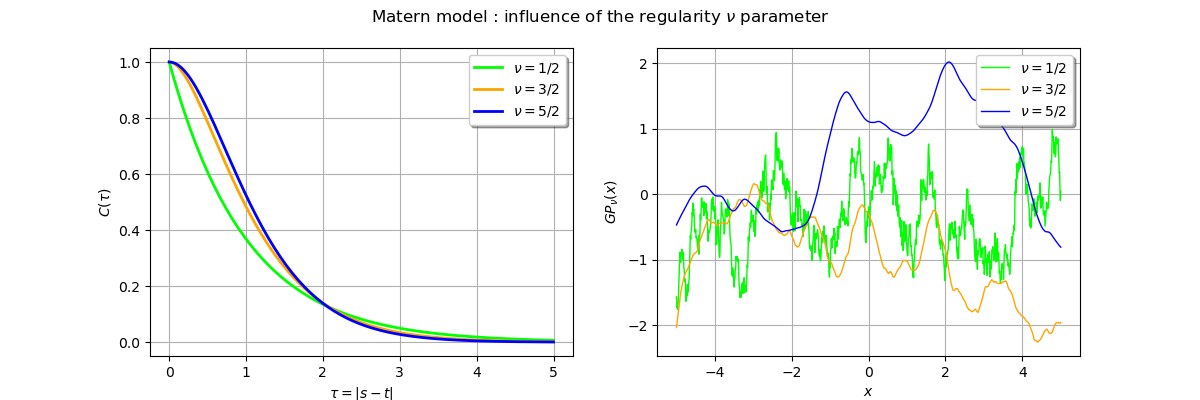 Matern model : influence of the regularity ν parameter
C(τ)
1.0
0.8
0.6
0.4
0.2
0.0
0 1 2 3 4 5
τ = |s − t|
ν = 1/2
ν = 3/2
ν = 5/2
GPν(x)
2
1
0
−1
−2
−4 −2 0 2 4
x
ν = 1/2
ν = 3/2
ν = 5/2